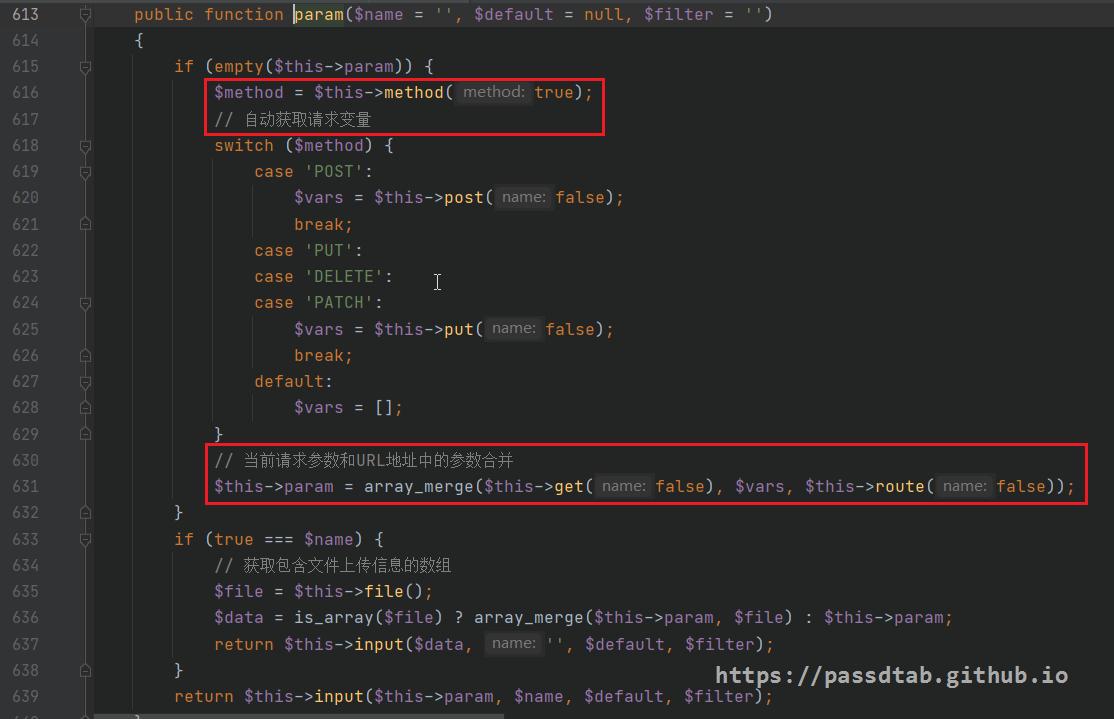 613 public function param($name = '', $default = null, $filter = '')
614 {
615 if (empty($this->param)) {
616 $method = $this->method( method: true);
617 // 自动获取请求变量
618 switch ($method) {
619 case 'POST':
620 $vars = $this->post( name: false);
621 break;
622 case 'PUT':
623 case 'DELETE':
624 case 'PATCH':
625 $vars = $this->put( name: false);
626 break;
627 default:
628 $vars = [];
629 }
630 // 当前请求参数和URL地址中的参数合并
631 $this->param = array_merge($this->get( name: false), $vars, $this->route( name: false));
632 }
633 if (true === $name) {
634 // 获取包含文件上传信息的数组
635 $file = $this->file();
636 $data = is_array($file) ? array_merge($this->param, $file) : $this->param;
637 return $this->input($data, name: '', $default, $filter);
638 }
https://passdtab.github.io
639 return $this->input($this->param, $name, $default, $filter);